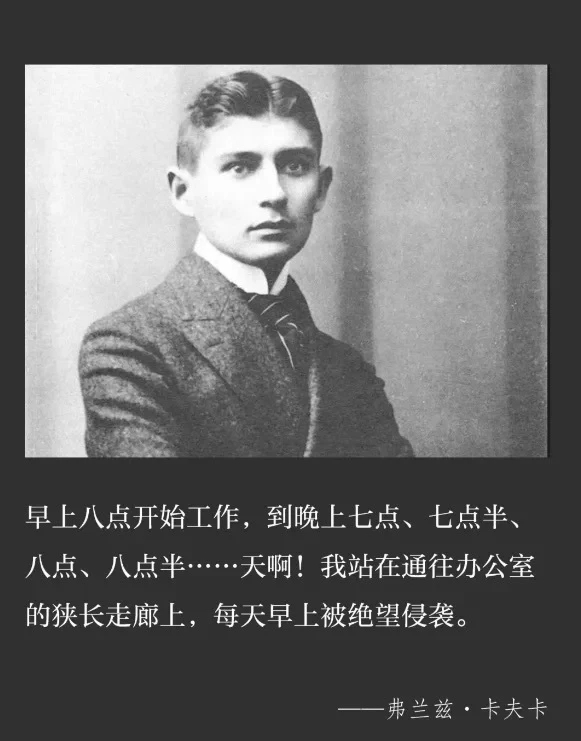 早上八点开始工作，到晚上七点、七点半、
八点、八点半……天啊！我站在通往办公室
的狭长走廊上，每天早上被绝望侵袭。
——弗兰兹·卡夫卡